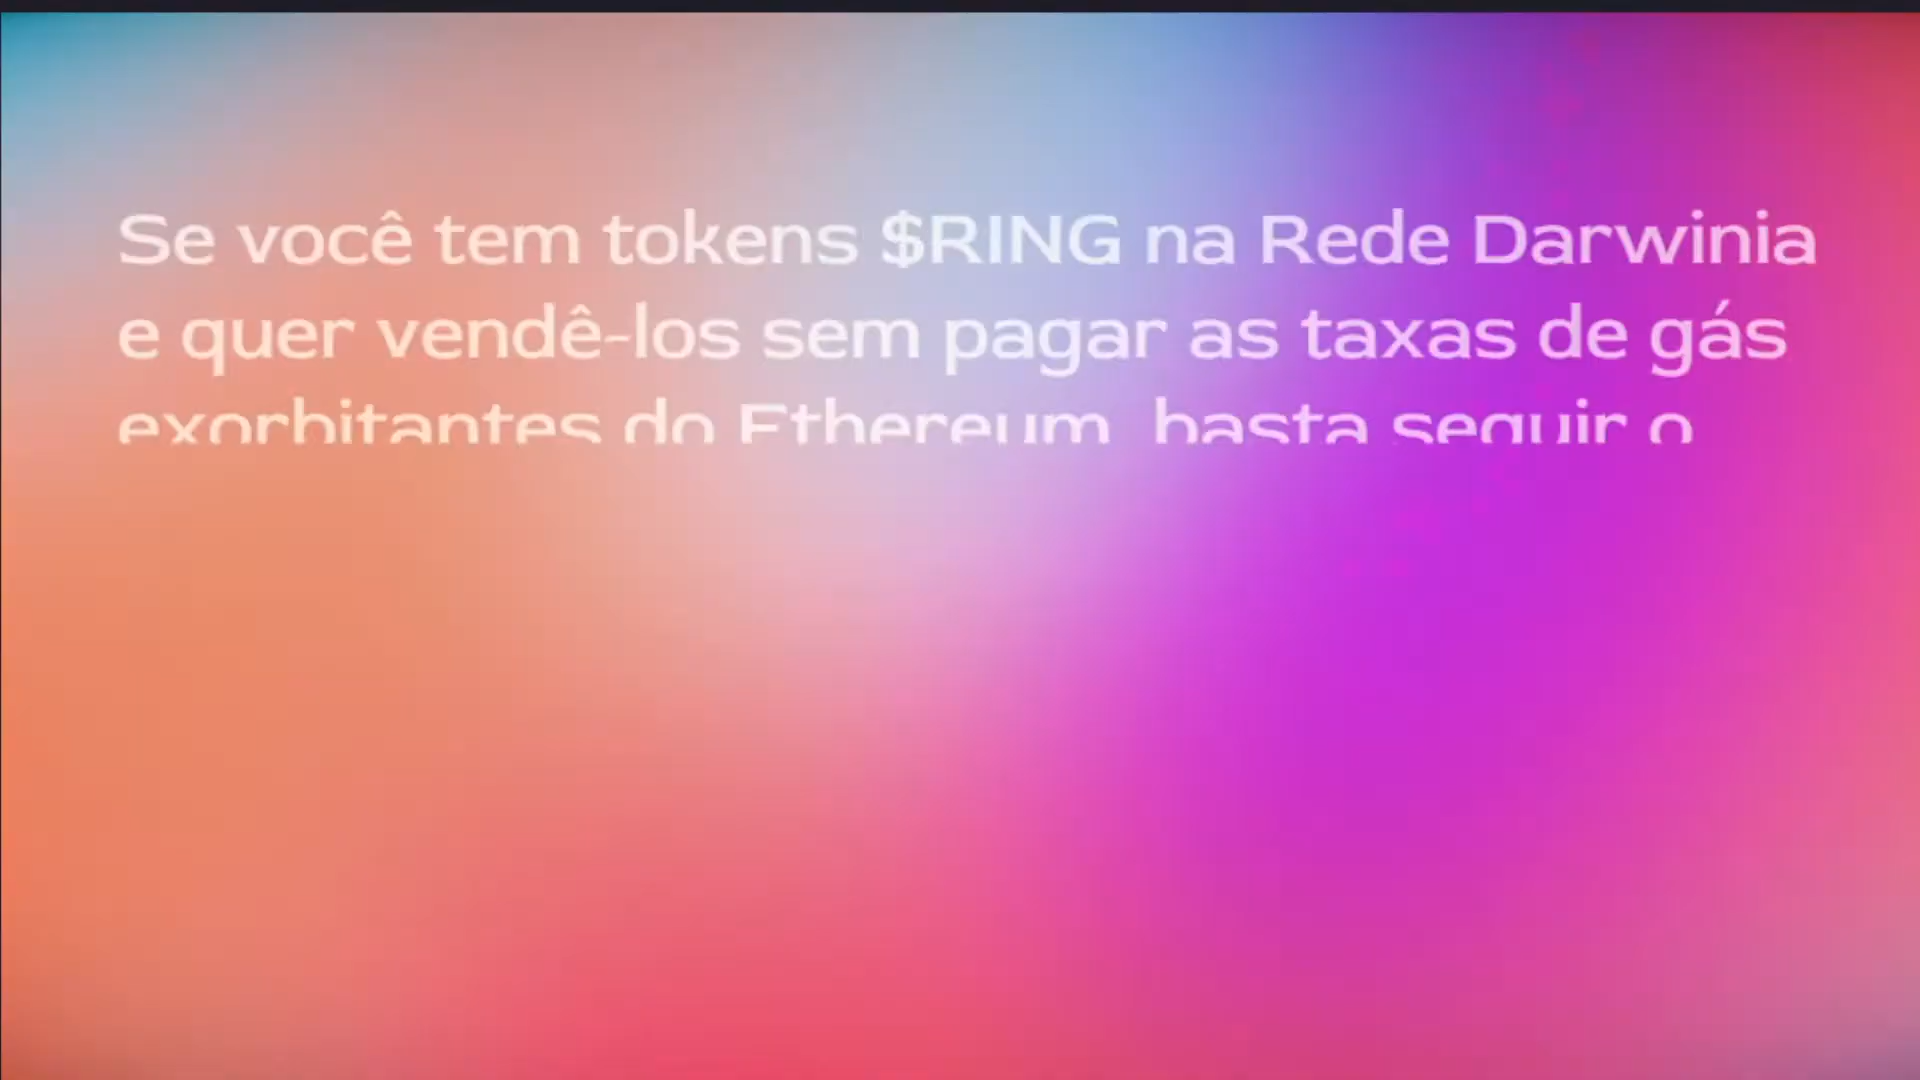 Se você tem tokens $RING na Rede Darwinia
e quer vendê-los sem pagar as taxas de gás
exorbitantes do Ethereum, basta seguir o